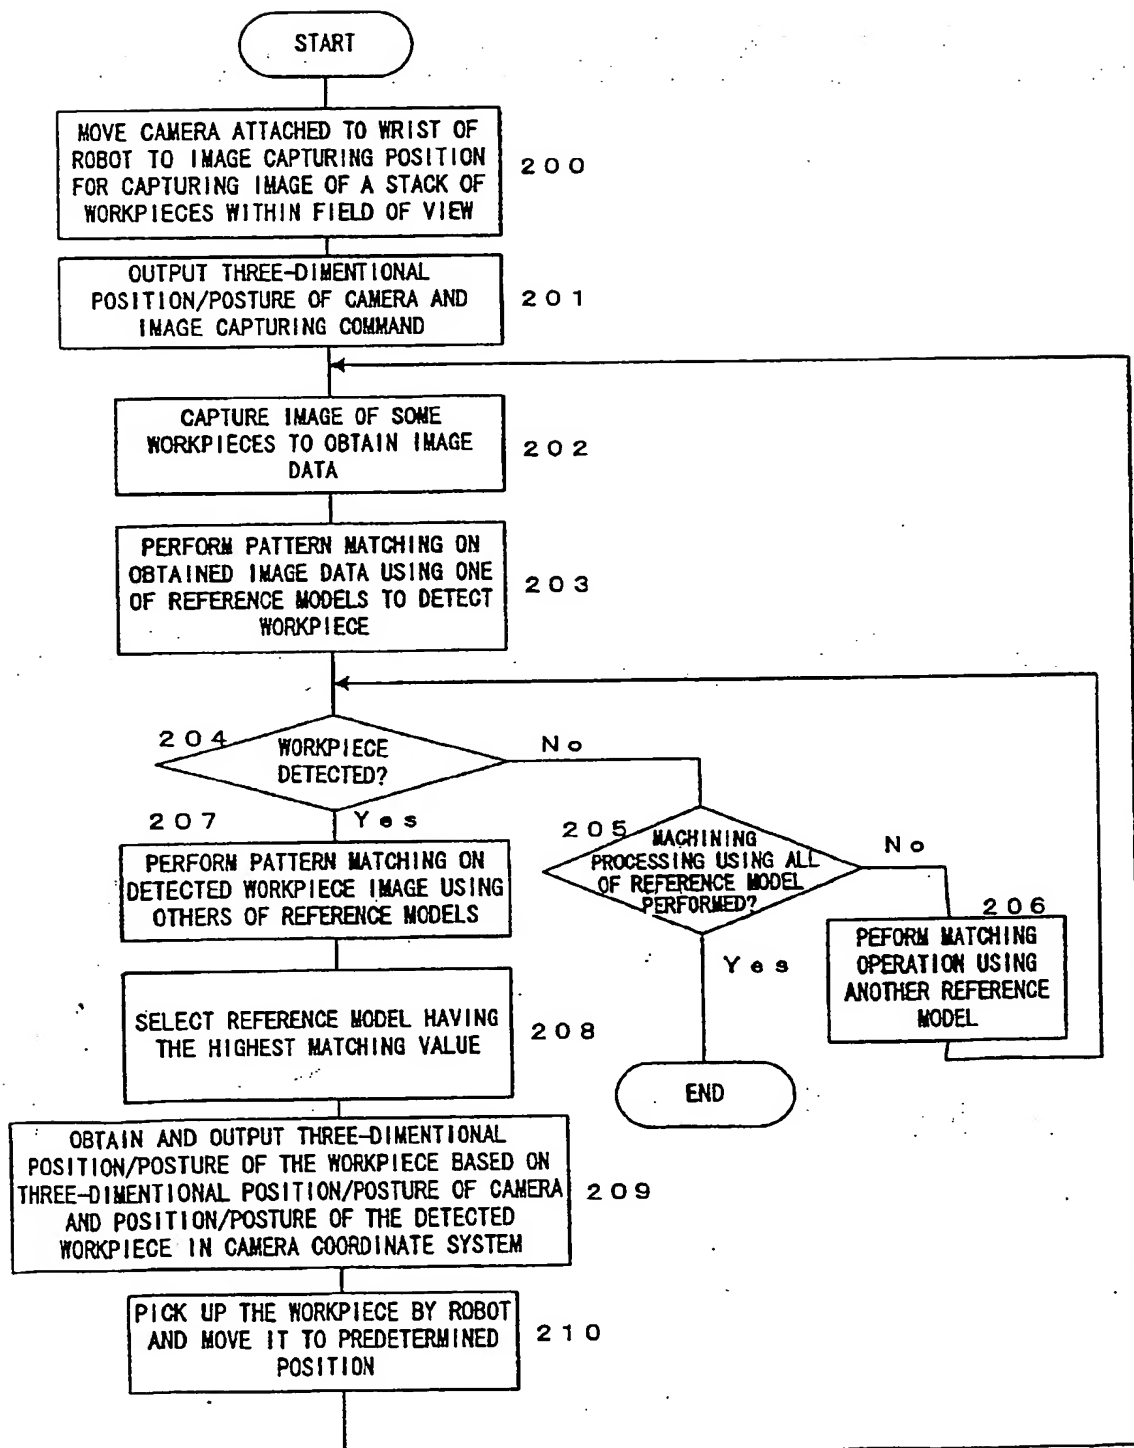 START
MOVE CAMERA ATTACHED TO WRIST OF
ROBOT TO IMAGE CAPTURING POSITION
FOR CAPTURING IMAGE OF A STACK OF
WORKPIECES WITHIN FIELD OF VIEW
200
OUTPUT THREE-DIMENTIONAL
POSITION/POSTURE OF CAMERA AND
IMAGE CAPTURING COMMAND
201
CAPTURE IMAGE OF SOME
WORKPIECES TO OBTAIN IMAGE
DATA
202
PERFORM PATTERN MATCHING ON
OBTAINED IMAGE DATA USING ONE
OF REFERENCE MODELS TO DETECT
WORKPIECE
203
204
WORKPIECE
DETECTED?
No
Yes
205
MACHINING
PROCESSING USING ALL
OF REFERENCE MODEL
PERFORMED?
No
Yes
206
PEFORM MATCHING
OPERATION USING
ANOTHER REFERENCE
MODEL
END
207
PERFORM PATTERN MATCHING ON
DETECTED WORKPIECE IMAGE USING
OTHERS OF REFERENCE MODELS
SELECT REFERENCE MODEL HAVING
THE HIGHEST MATCHING VALUE
208
OBTAIN AND OUTPUT THREE-DIMENTIONAL
POSITION/POSTURE OF THE WORKPIECE BASED ON
THREE-DIMENTIONAL POSITION/POSTURE OF CAMERA
AND POSITION/POSTURE OF THE DETECTED
WORKPIECE IN CAMERA COORDINATE SYSTEM
209
PICK UP THE WORKPIECE BY ROBOT
AND MOVE IT TO PREDETERMINED
POSITION
210